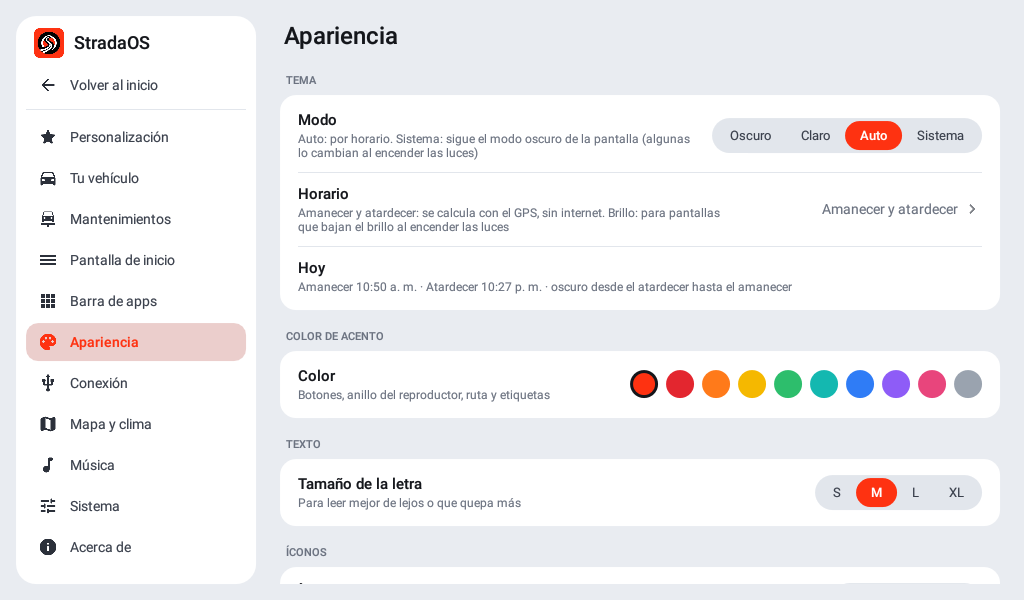 StradaOS
Volver al inicio
Personalización
Tu vehículo
Mantenimientos
Pantalla de inicio
Barra de apps
Apariencia
Conexión
Mapa y clima
Música
Sistema
Acerca de
Apariencia
TEMA
Modo
Auto: por horario. Sistema: sigue el modo oscuro de la pantalla (algunas
lo cambian al encender las luces)
Oscuro Claro Auto Sistema
Horario
Amanecer y atardecer: se calcula con el GPS, sin internet. Brillo: para pantallas
que bajan el brillo al encender las luces
Amanecer y atardecer
Hoy
Amanecer 10:50 a. m. · Atardecer 10:27 p. m. · oscuro desde el atardecer hasta el amanecer
COLOR DE ACENTO
Color
Botones, anillo del reproductor, ruta y etiquetas
TEXTO
Tamaño de la letra
Para leer mejor de lejos o que quepa más
S M L XL
ÍCONOS